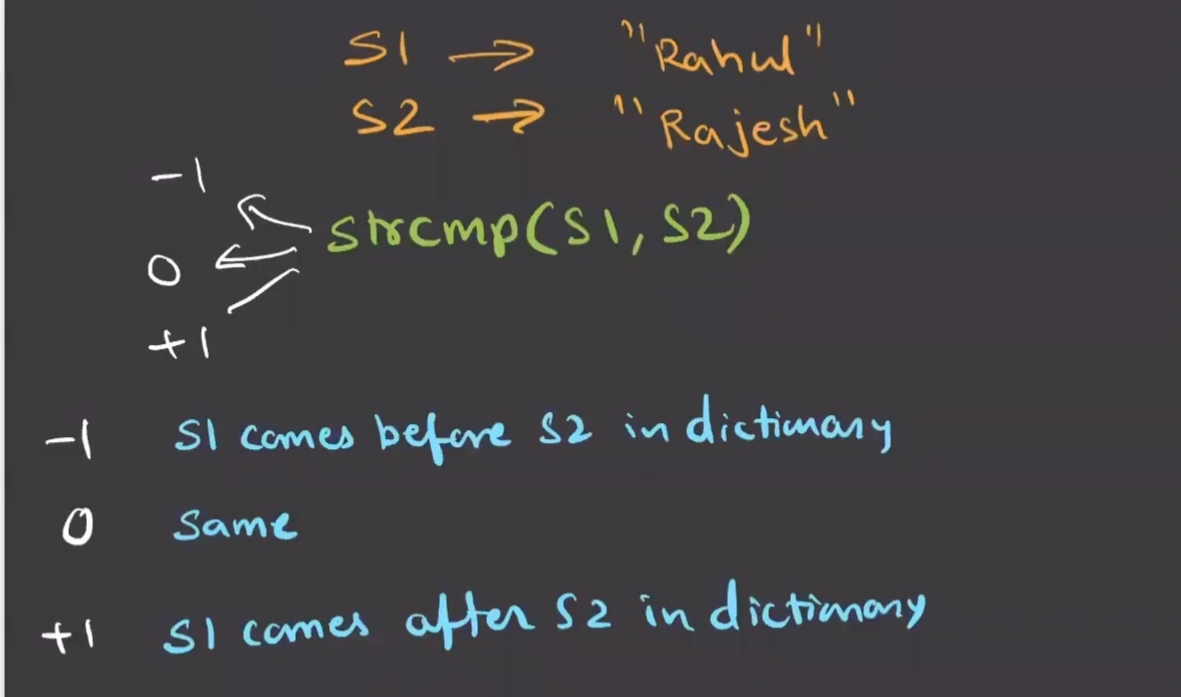 S1 → "Rahul"
S2 → "Rajesh"
-1
strcmp(S1, S2)
0
+1
-1 S1 comes before S2 in dictionary
0 Same
+1 S1 comes after S2 in dictionary